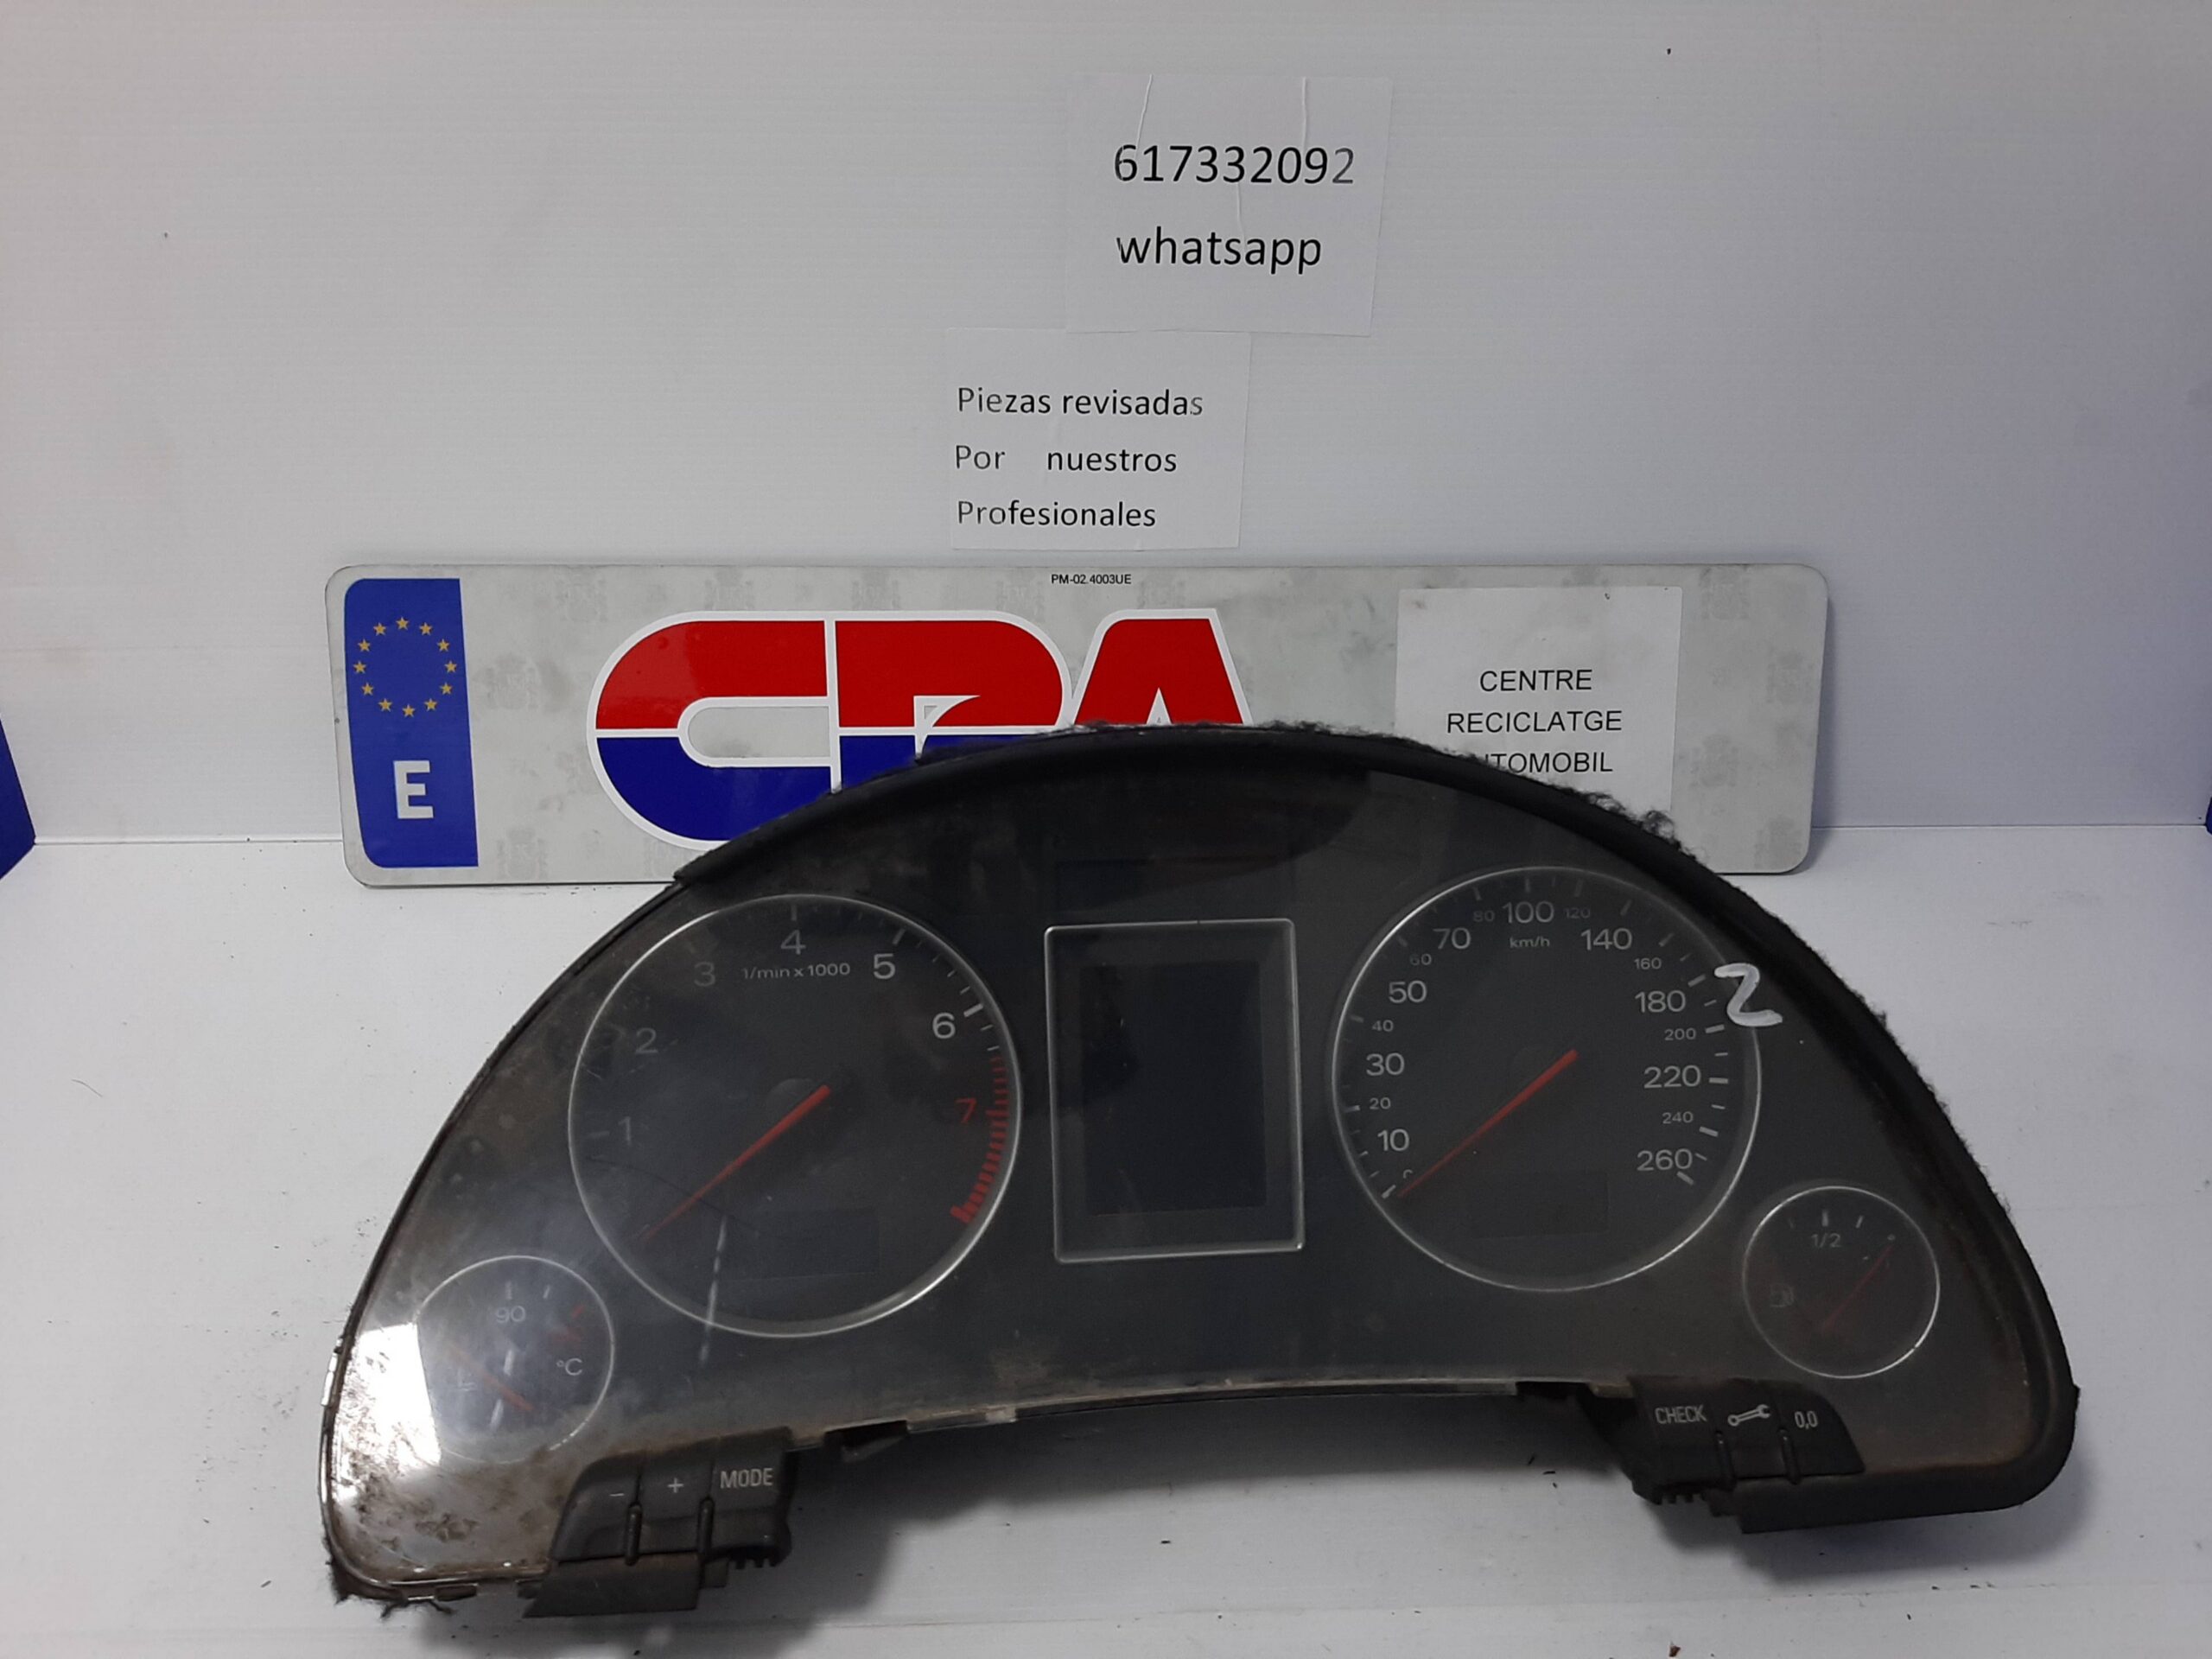 617332092
whatsapp
Piezas revisadas
Por nuestros
Profesionales
PM-02.4003UE
E
CRA
CENTRE
RECICLATGE
1 2 3 4 5 6 7
1/min x 1000
10 20 30 40 50 60 70 80 100 120 140 160 180 200 220 240 260
km/h
Z
90
°C
1/2
- + MODE
CHECK 0,0